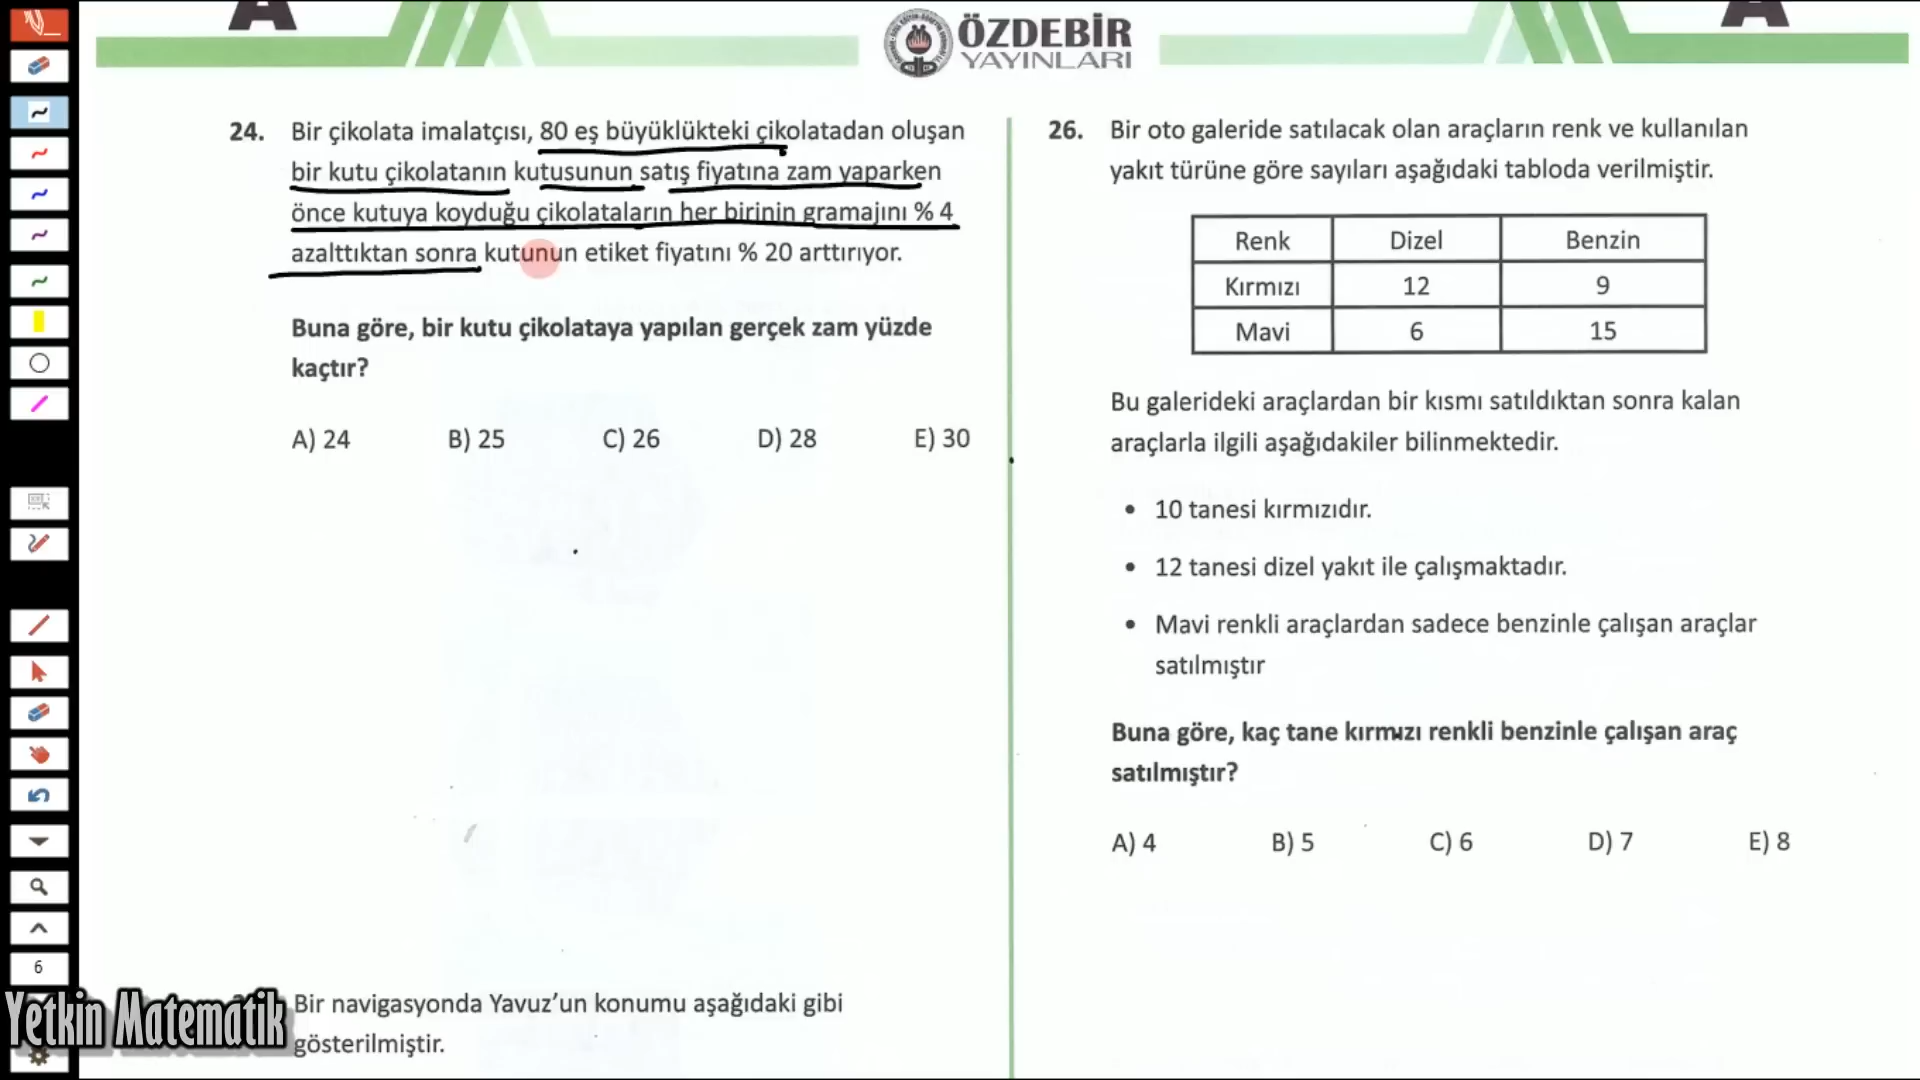 ÖZDEBİR
YAYINLARI
24. Bir çikolata imalatçısı, 80 eş büyüklükteki çikolatadan oluşan
bir kutu çikolatanın kutusunun satış fiyatına zam yaparken
önce kutuya koyduğu çikolataların her birinin gramajını % 4
azalttıktan sonra kutunun etiket fiyatını % 20 arttırıyor.
Buna göre, bir kutu çikolataya yapılan gerçek zam yüzde
kaçtır?
A) 24 B) 25 C) 26 D) 28 E) 30
Bir navigasyonda Yavuz’un konumu aşağıdaki gibi
gösterilmiştir.
26. Bir oto galeride satılacak olan araçların renk ve kullanılan
yakıt türüne göre sayıları aşağıdaki tabloda verilmiştir.
Renk Dizel Benzin
Kırmızı 12 9
Mavi 6 15
Bu galerideki araçlardan bir kısmı satıldıktan sonra kalan
araçlarla ilgili aşağıdakiler bilinmektedir.
• 10 tanesi kırmızıdır.
• 12 tanesi dizel yakıt ile çalışmaktadır.
• Mavi renkli araçlardan sadece benzinle çalışan araçlar
satılmıştır
Buna göre, kaç tane kırmızı renkli benzinle çalışan araç
satılmıştır?
A) 4 B) 5 C) 6 D) 7 E) 8
6
Yetkin Matematik